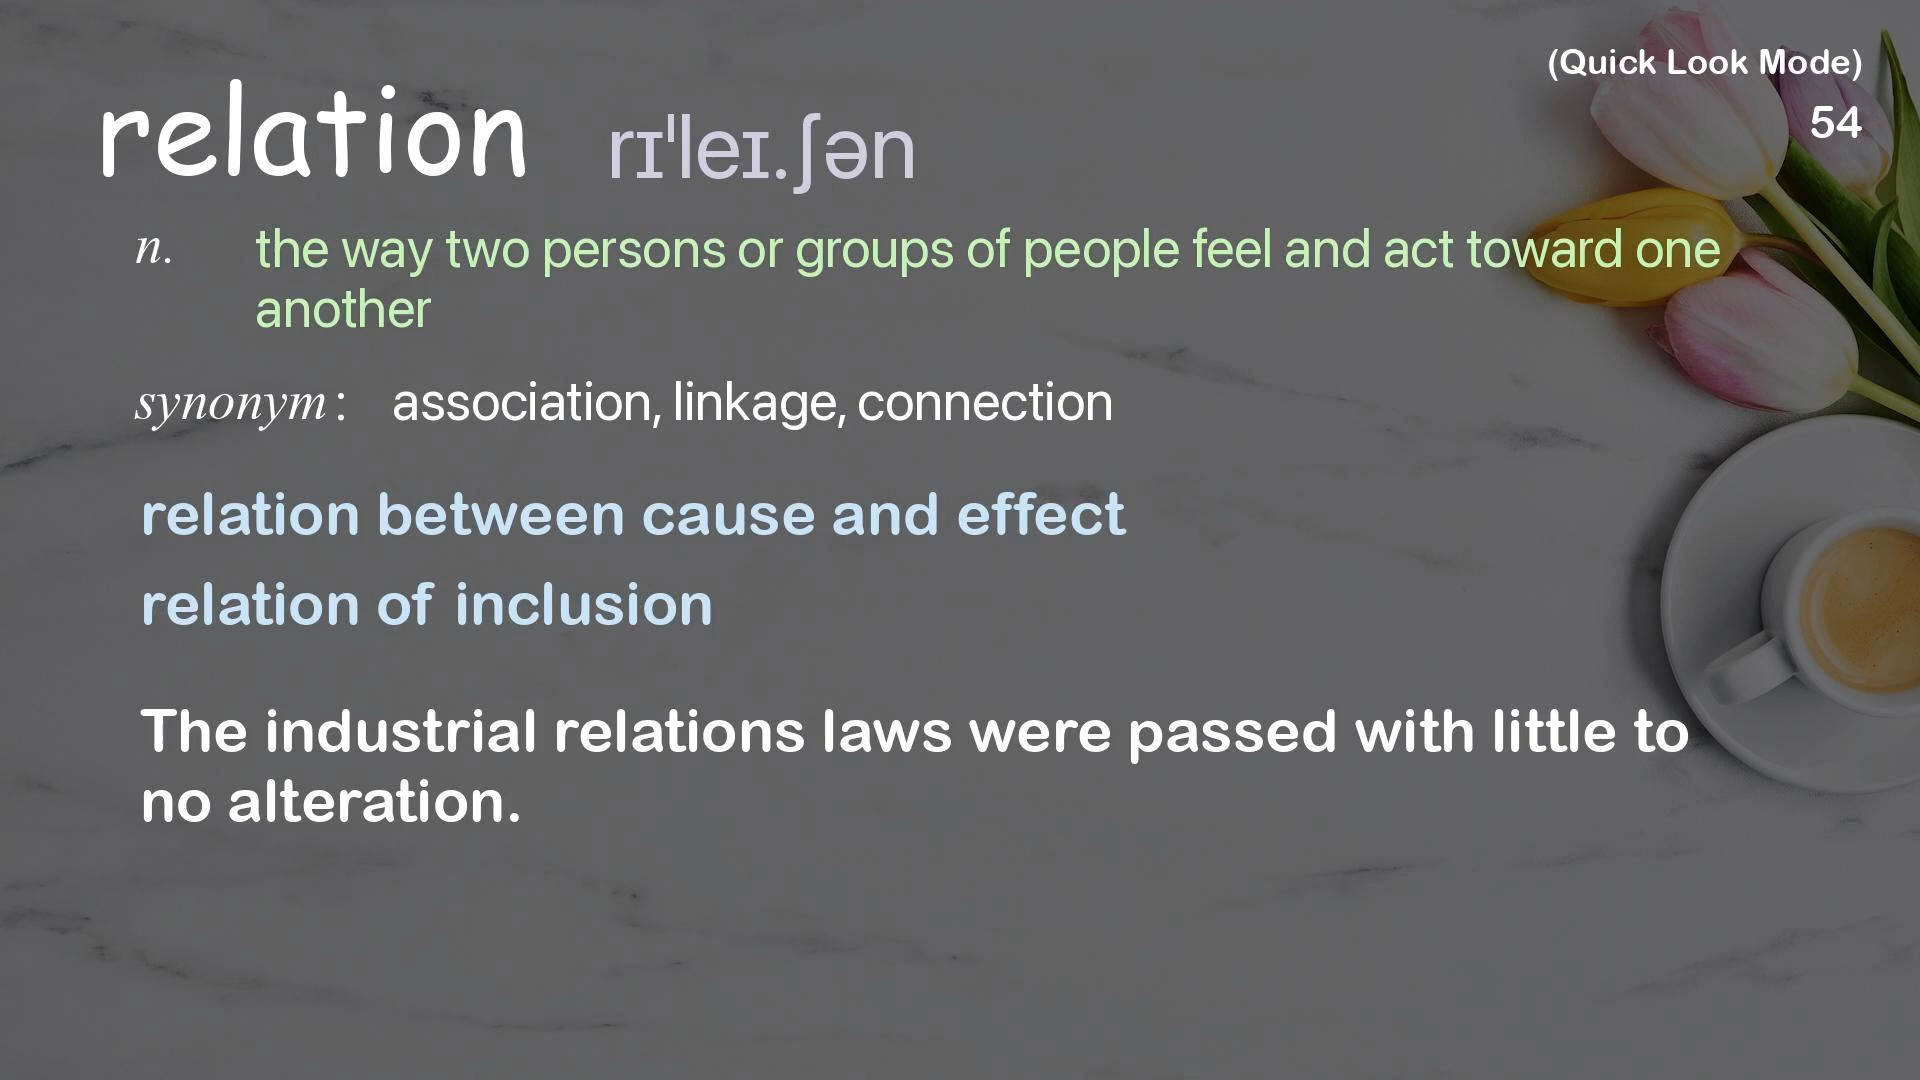 (Quick Look Mode)
54
relation rɪˈleɪ.ʃən
n. the way two persons or groups of people feel and act toward one
another
synonym: association, linkage, connection
relation between cause and effect
relation of inclusion
The industrial relations laws were passed with little to
no alteration.